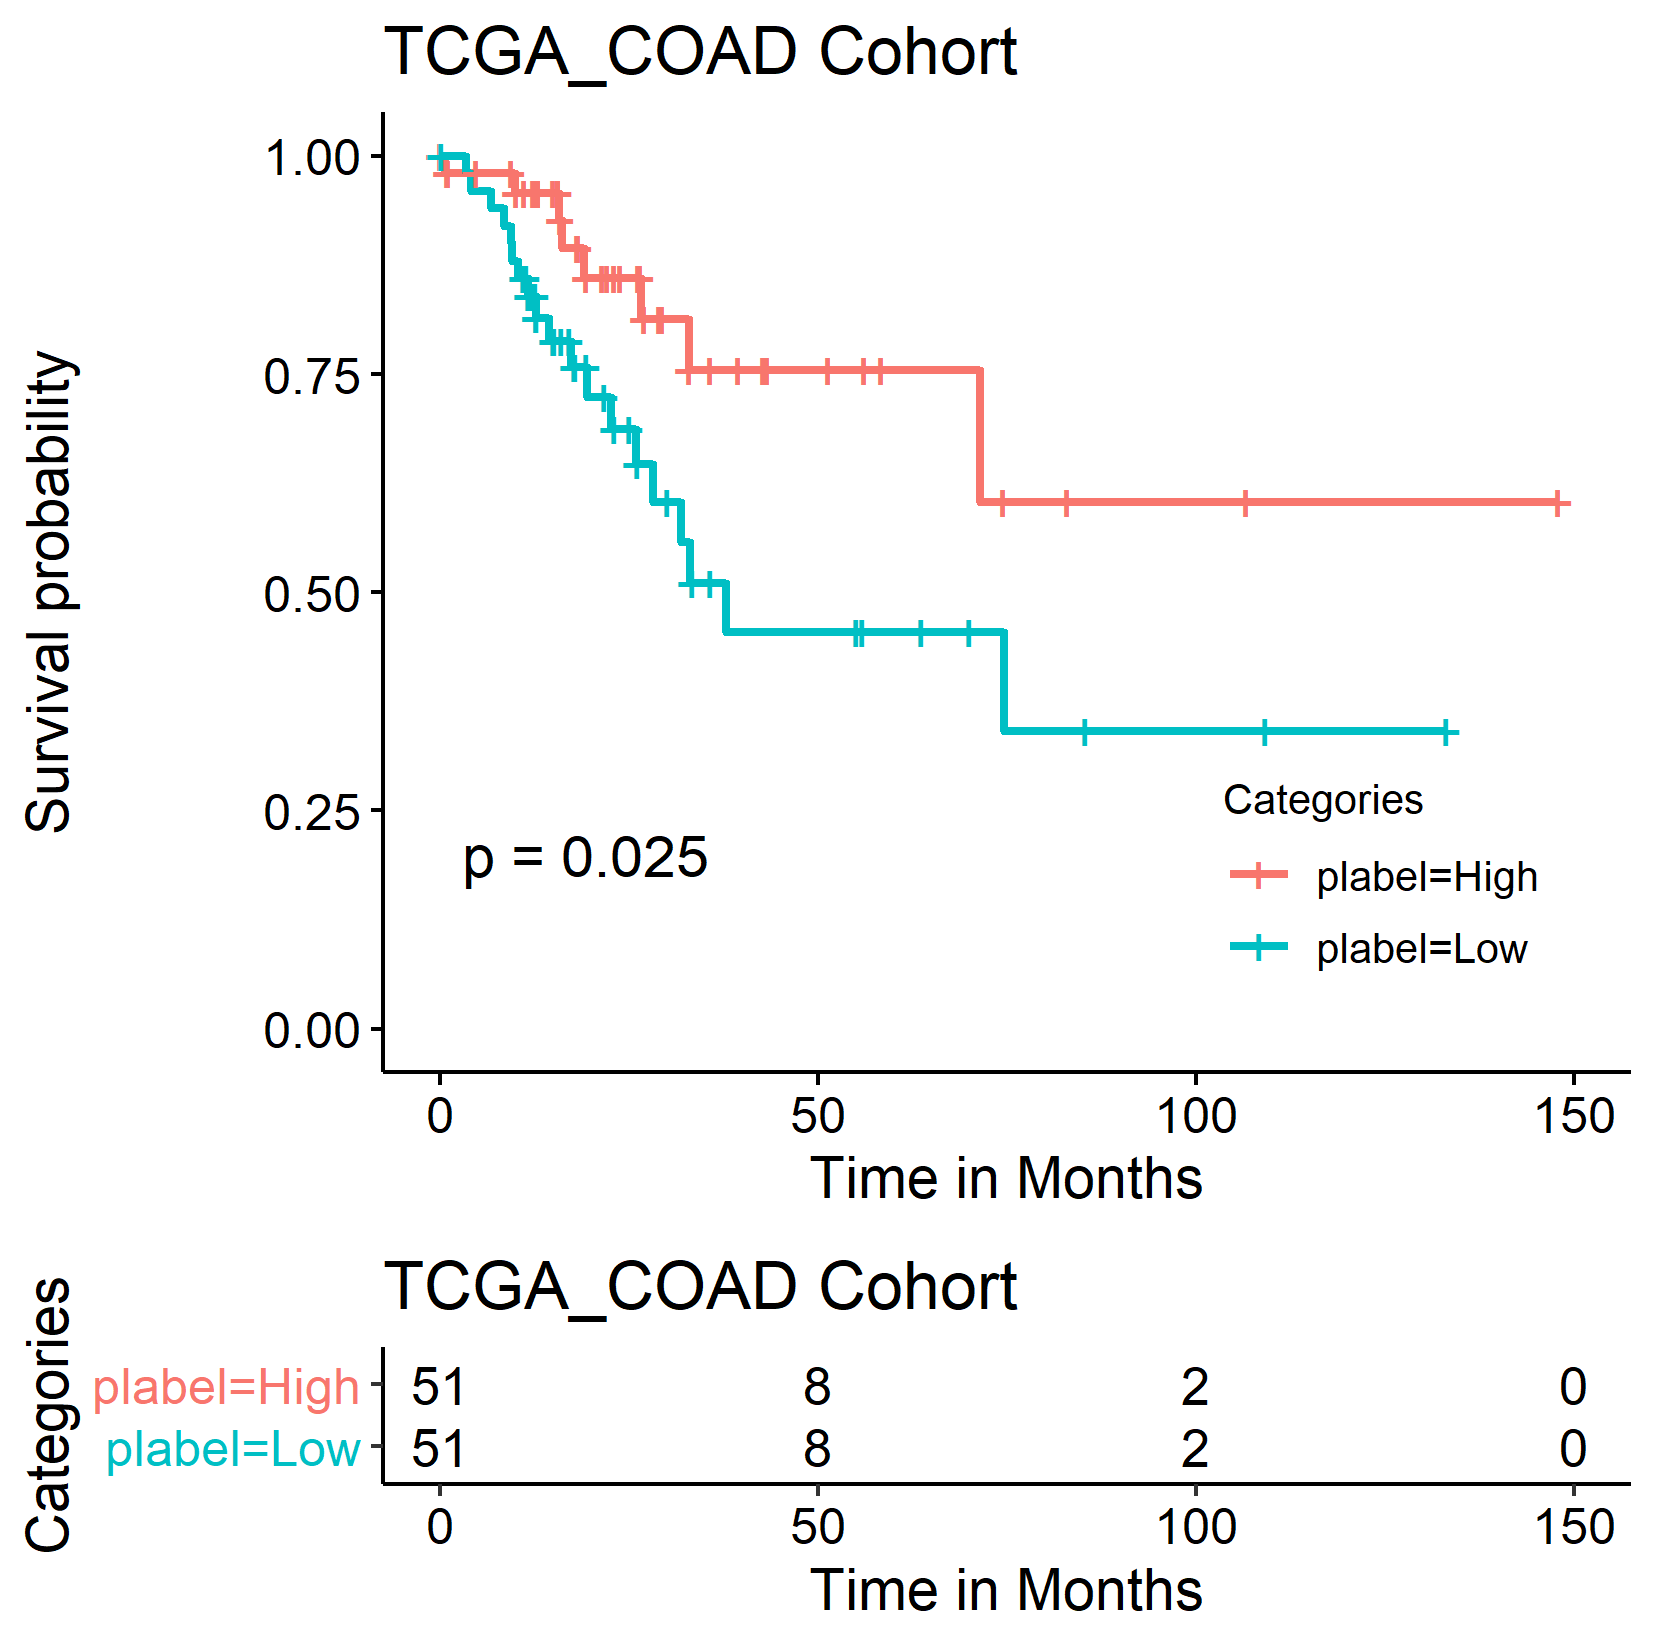 TCGA_COAD Cohort
Survival probability
1.00
0.75
0.50
0.25
0.00
p = 0.025
Categories
plabel=High
plabel=Low
0 50 100 150
Time in Months
TCGA_COAD Cohort
Categories
plabel=High 51 8 2 0
plabel=Low 51 8 2 0
0 50 100 150
Time in Months